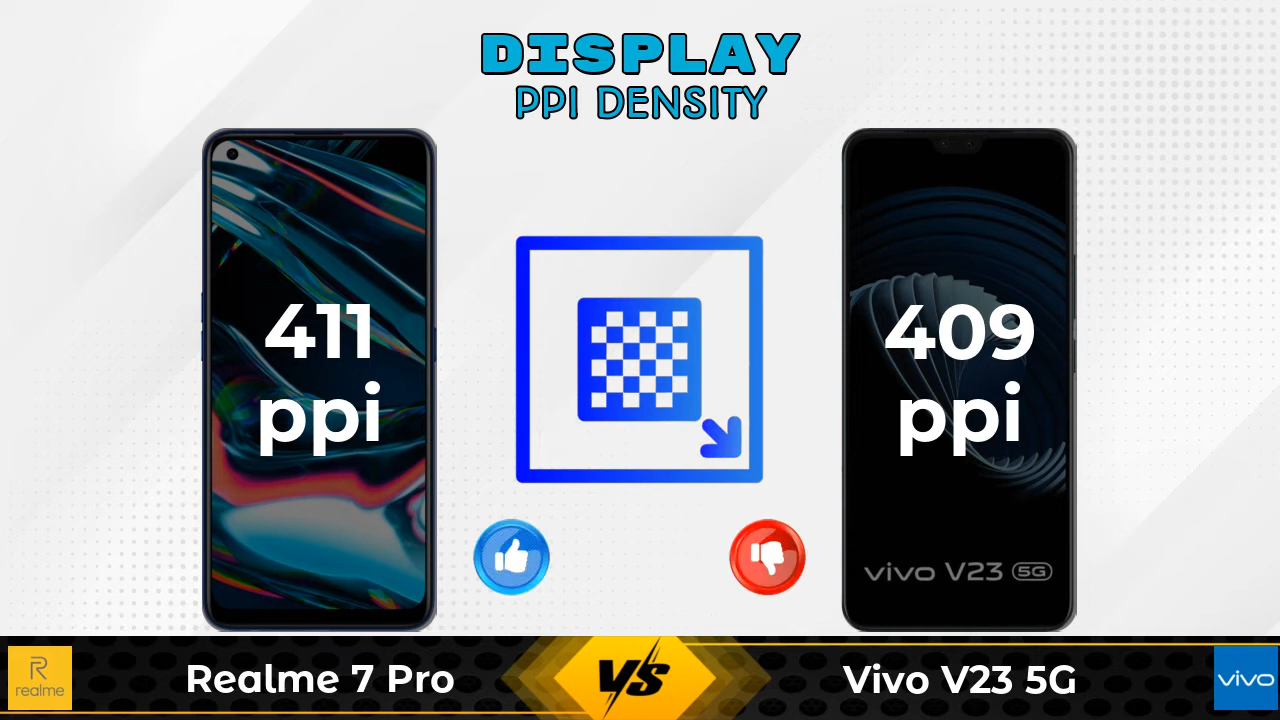 DISPLAY
PPI DENSITY
411
ppi
409
ppi
vivo V23 5G
realme
Realme 7 Pro
VS
Vivo V23 5G
vivo